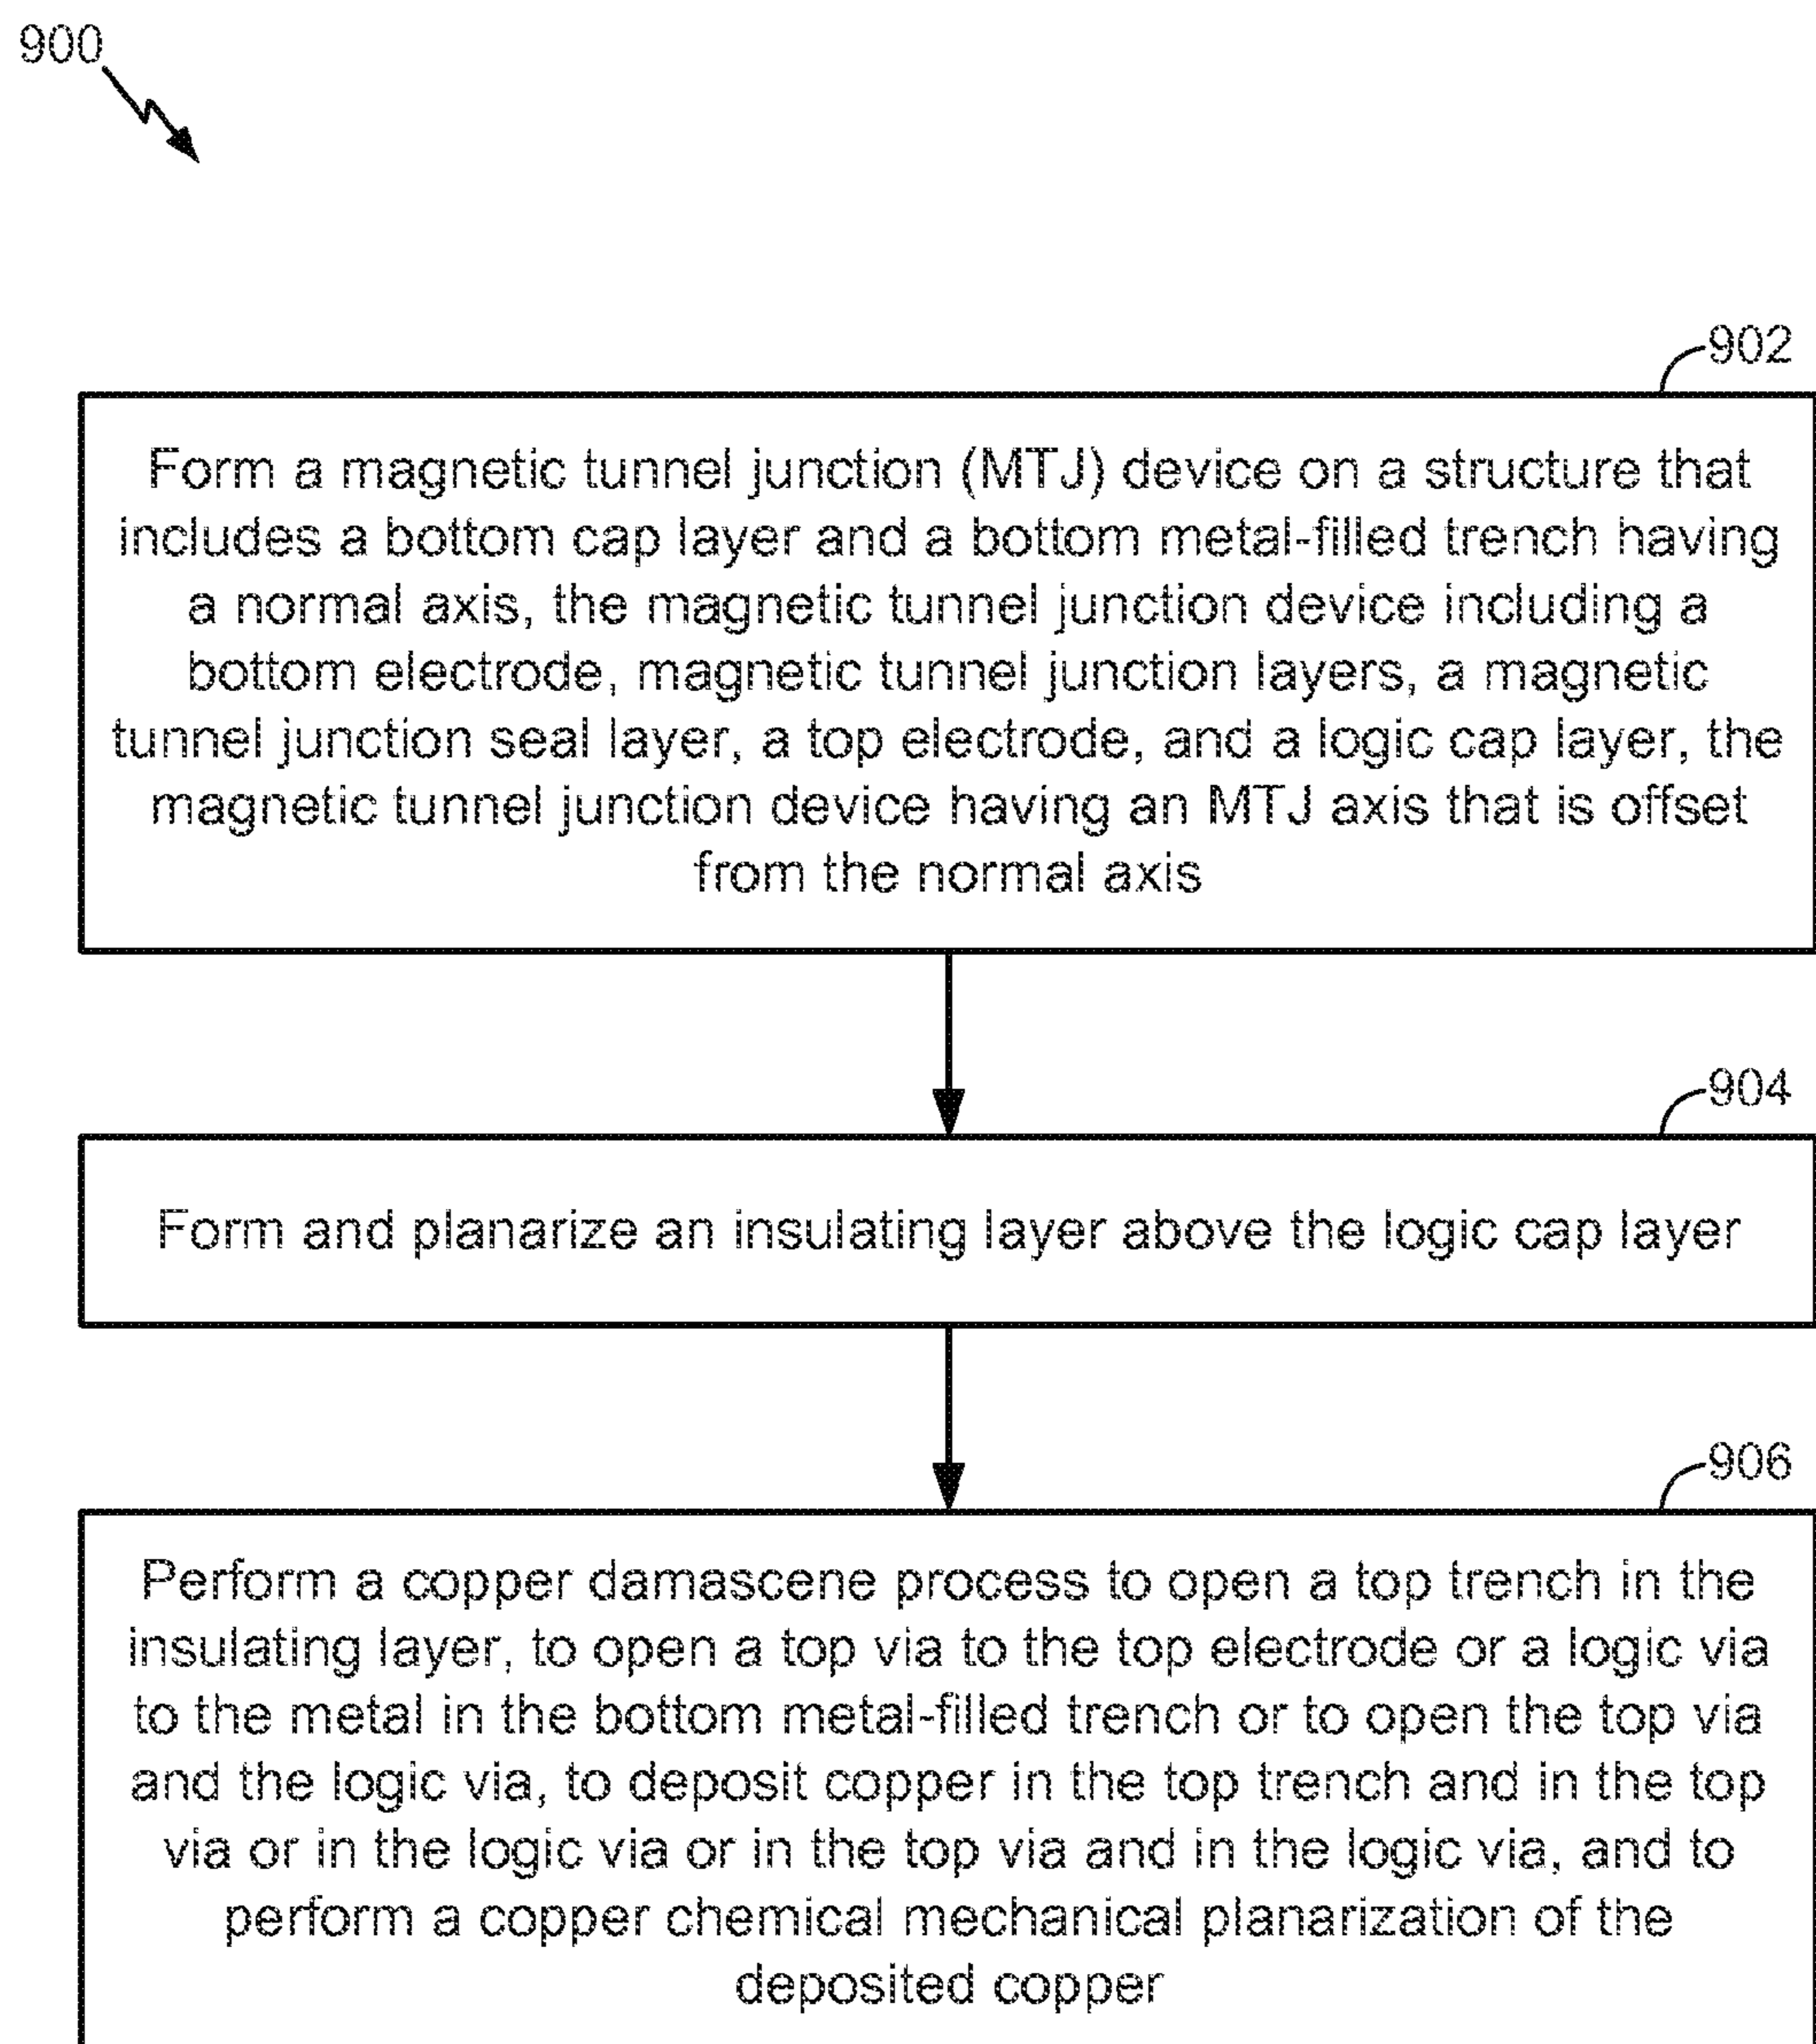 900
902
Form a magnetic tunnel junction (MTJ) device on a structure that
includes a bottom cap layer and a bottom metal-filled trench having
a normal axis, the magnetic tunnel junction device including a
bottom electrode, magnetic tunnel junction layers, a magnetic
tunnel junction seal layer, a top electrode, and a logic cap layer, the
magnetic tunnel junction device having an MTJ axis that is offset
from the normal axis
904
Form and planarize an insulating layer above the logic cap layer
906
Perform a copper damascene process to open a top trench in the
insulating layer, to open a top via to the top electrode or a logic via
to the metal in the bottom metal-filled trench or to open the top via
and the logic via, to deposit copper in the top trench and in the top
via or in the logic via or in the top via and in the logic via, and to
perform a copper chemical mechanical planarization of the
deposited copper